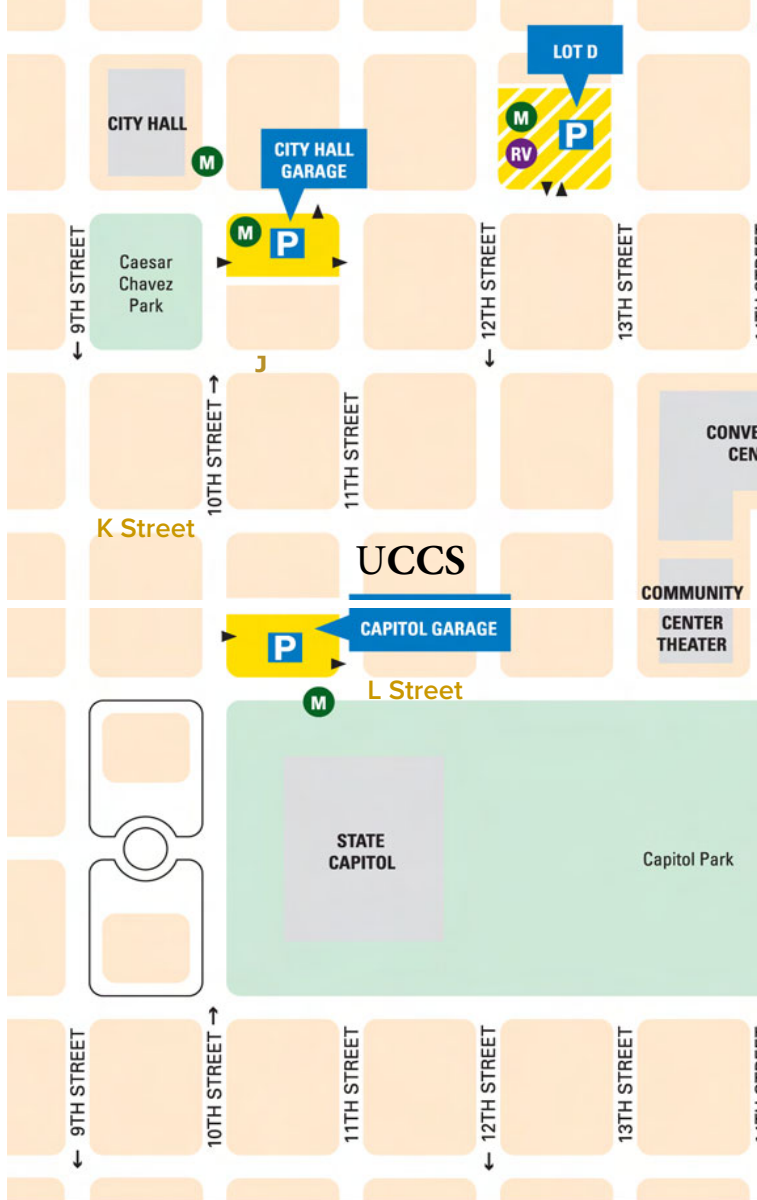 LOT D
M
P
RV
CITY HALL
M
CITY HALL
GARAGE
M
P
Caesar
Chavez
Park
← 9TH STREET
← 12TH STREET
13TH STREET
J
10TH STREET →
11TH STREET
CONVE
CEN
K Street
UCCS
COMMUNITY
CENTER
THEATER
CAPITOL GARAGE
P
L Street
M
STATE
CAPITOL
Capitol Park
← 9TH STREET
10TH STREET →
11TH STREET
← 12TH STREET
13TH STREET